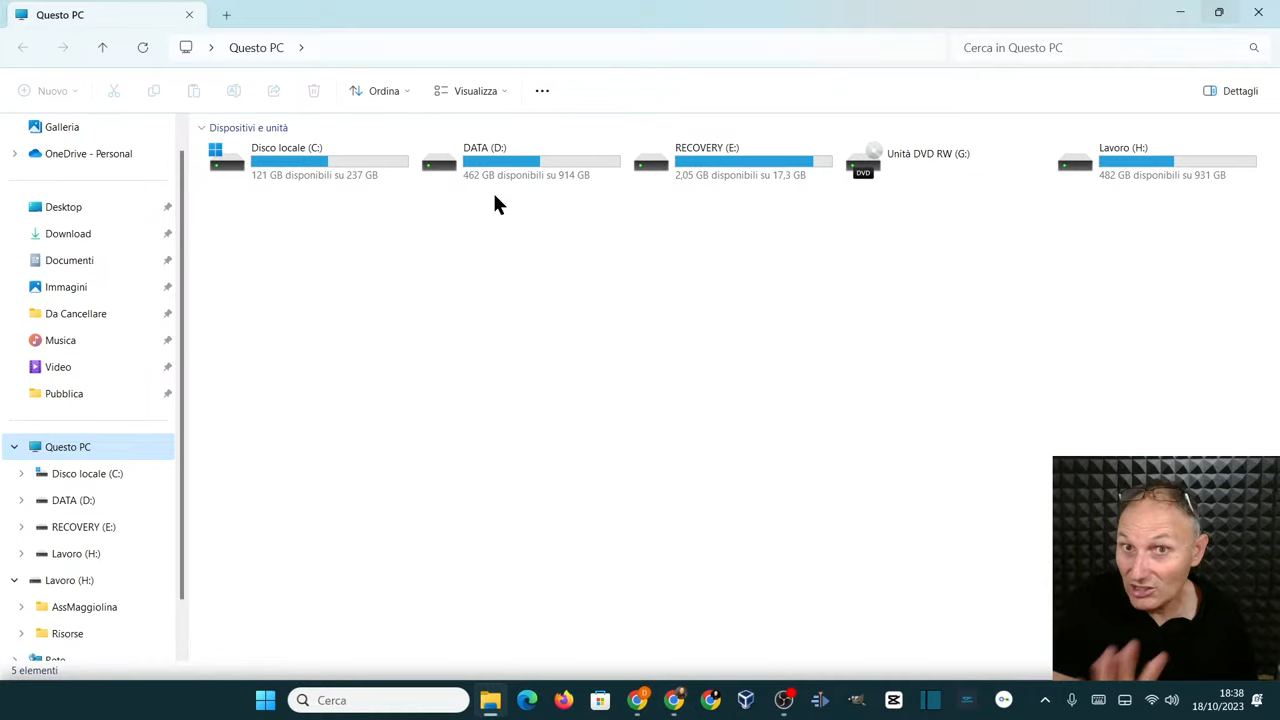 Questo PC
Questo PC
Cerca in Questo PC
Nuovo
Ordina
Visualizza
Dettagli
Galleria
OneDrive - Personal
Desktop
Download
Documenti
Immagini
Da Cancellare
Musica
Video
Pubblica
Questo PC
Disco locale (C:)
DATA (D:)
RECOVERY (E:)
Lavoro (H:)
Lavoro (H:)
AssMaggiolina
Risorse
5 elementi
Dispositivi e unità
Disco locale (C:)
121 GB disponibili su 237 GB
DATA (D:)
462 GB disponibili su 914 GB
RECOVERY (E:)
2,05 GB disponibili su 17,3 GB
DVD
Unità DVD RW (G:)
Lavoro (H:)
482 GB disponibili su 931 GB
Cerca
18:38
18/10/2023